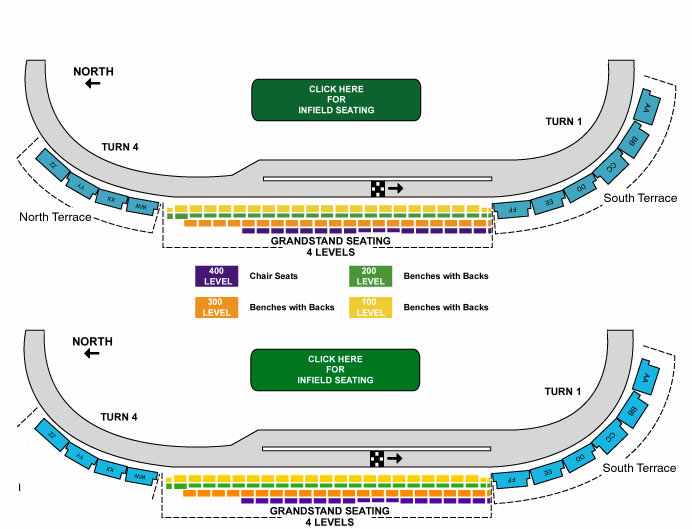 NORTH
CLICK HERE
FOR
INFIELD SEATING
TURN 1
TURN 4
AA
BB
CC
DD
EE
FF
ZZ
YY
XX
WW
South Terrace
North Terrace
GRANDSTAND SEATING
4 LEVELS
400
LEVEL
Chair Seats
200
LEVEL
Benches with Backs
300
LEVEL
Benches with Backs
100
LEVEL
Benches with Backs
NORTH
CLICK HERE
FOR
INFIELD SEATING
TURN 1
TURN 4
AA
BB
CC
DD
EE
FF
ZZ
YY
XX
WW
South Terrace
GRANDSTAND SEATING
4 LEVELS